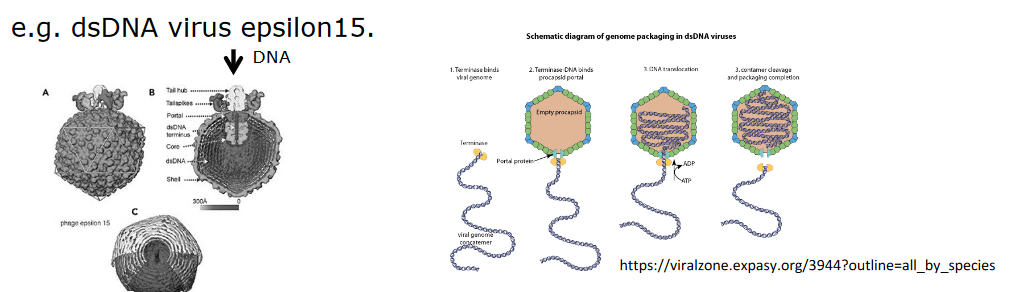 e.g. dsDNA virus epsilon15.
DNA
A
B
Tail hub
Tailspikes
Portal
dsDNA
terminus
Core
dsDNA
Shell
300Å 0
C
phage epsilon 15
Schematic diagram of genome packaging in dsDNA viruses
1. Terminase binds
viral genome
2. Terminase-DNA binds
procapsid portal
3. DNA translocation
3. contamer cleavage
and packaging completion
Empty procapsid
Terminase
Portal protein
ADP
ATP
viral genome
concatemer
https://viralzone.expasy.org/3944?outline=all_by_species